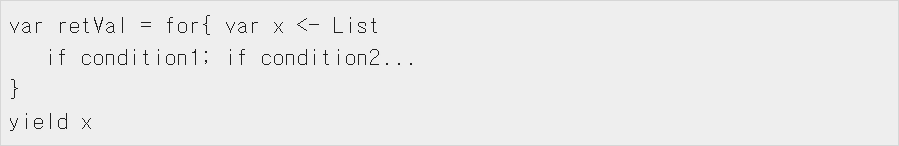 var retVal = for{ var x <- List
   if condition1; if condition2...
}
yield x